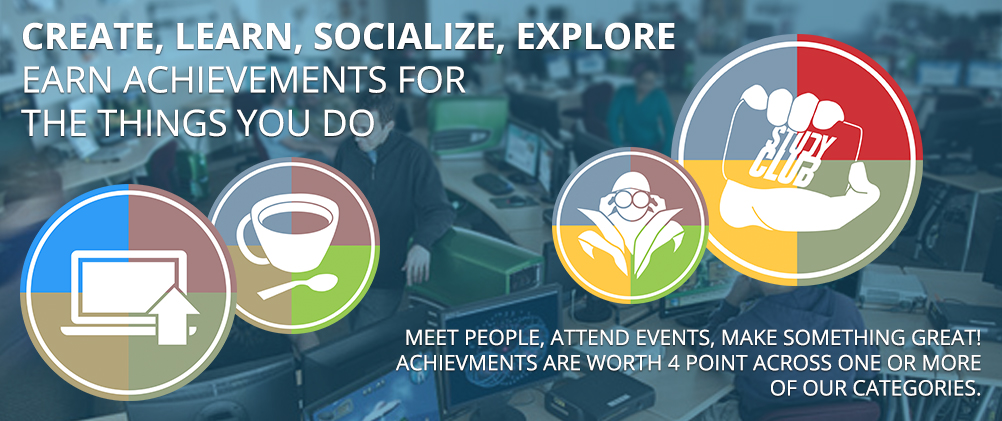 CREATE, LEARN, SOCIALIZE, EXPLORE
EARN ACHIEVEMENTS FOR
THE THINGS YOU DO
STUDY
CLUB
MEET PEOPLE, ATTEND EVENTS, MAKE SOMETHING GREAT!
ACHIEVMENTS ARE WORTH 4 POINT ACROSS ONE OR MORE
OF OUR CATEGORIES.